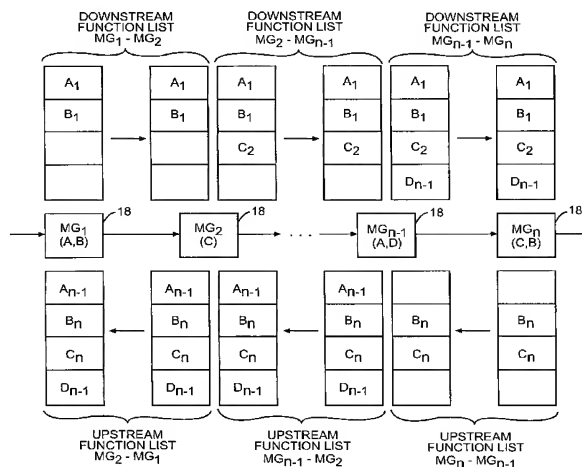 DOWNSTREAM
FUNCTION LIST
MG1 - MG2
DOWNSTREAM
FUNCTION LIST
MG2 - MGn-1
DOWNSTREAM
FUNCTION LIST
MGn-1 - MGn
A1 A1 A1 A1 A1 A1
B1 B1 B1 B1 B1 B1
C2 C2 C2 C2
Dn-1 Dn-1
18 18 18 18
MG1
(A,B)
MG2
(C)
. . .
MGn-1
(A,D)
MGn
(C,B)
An-1 An-1 An-1 An-1
Bn Bn Bn Bn Bn Bn
Cn Cn Cn Cn Cn Cn
Dn-1 Dn-1 Dn-1 Dn-1
UPSTREAM
FUNCTION LIST
MG2 - MG1
UPSTREAM
FUNCTION LIST
MGn-1 - MG2
UPSTREAM
FUNCTION LIST
MGn - MGn-1